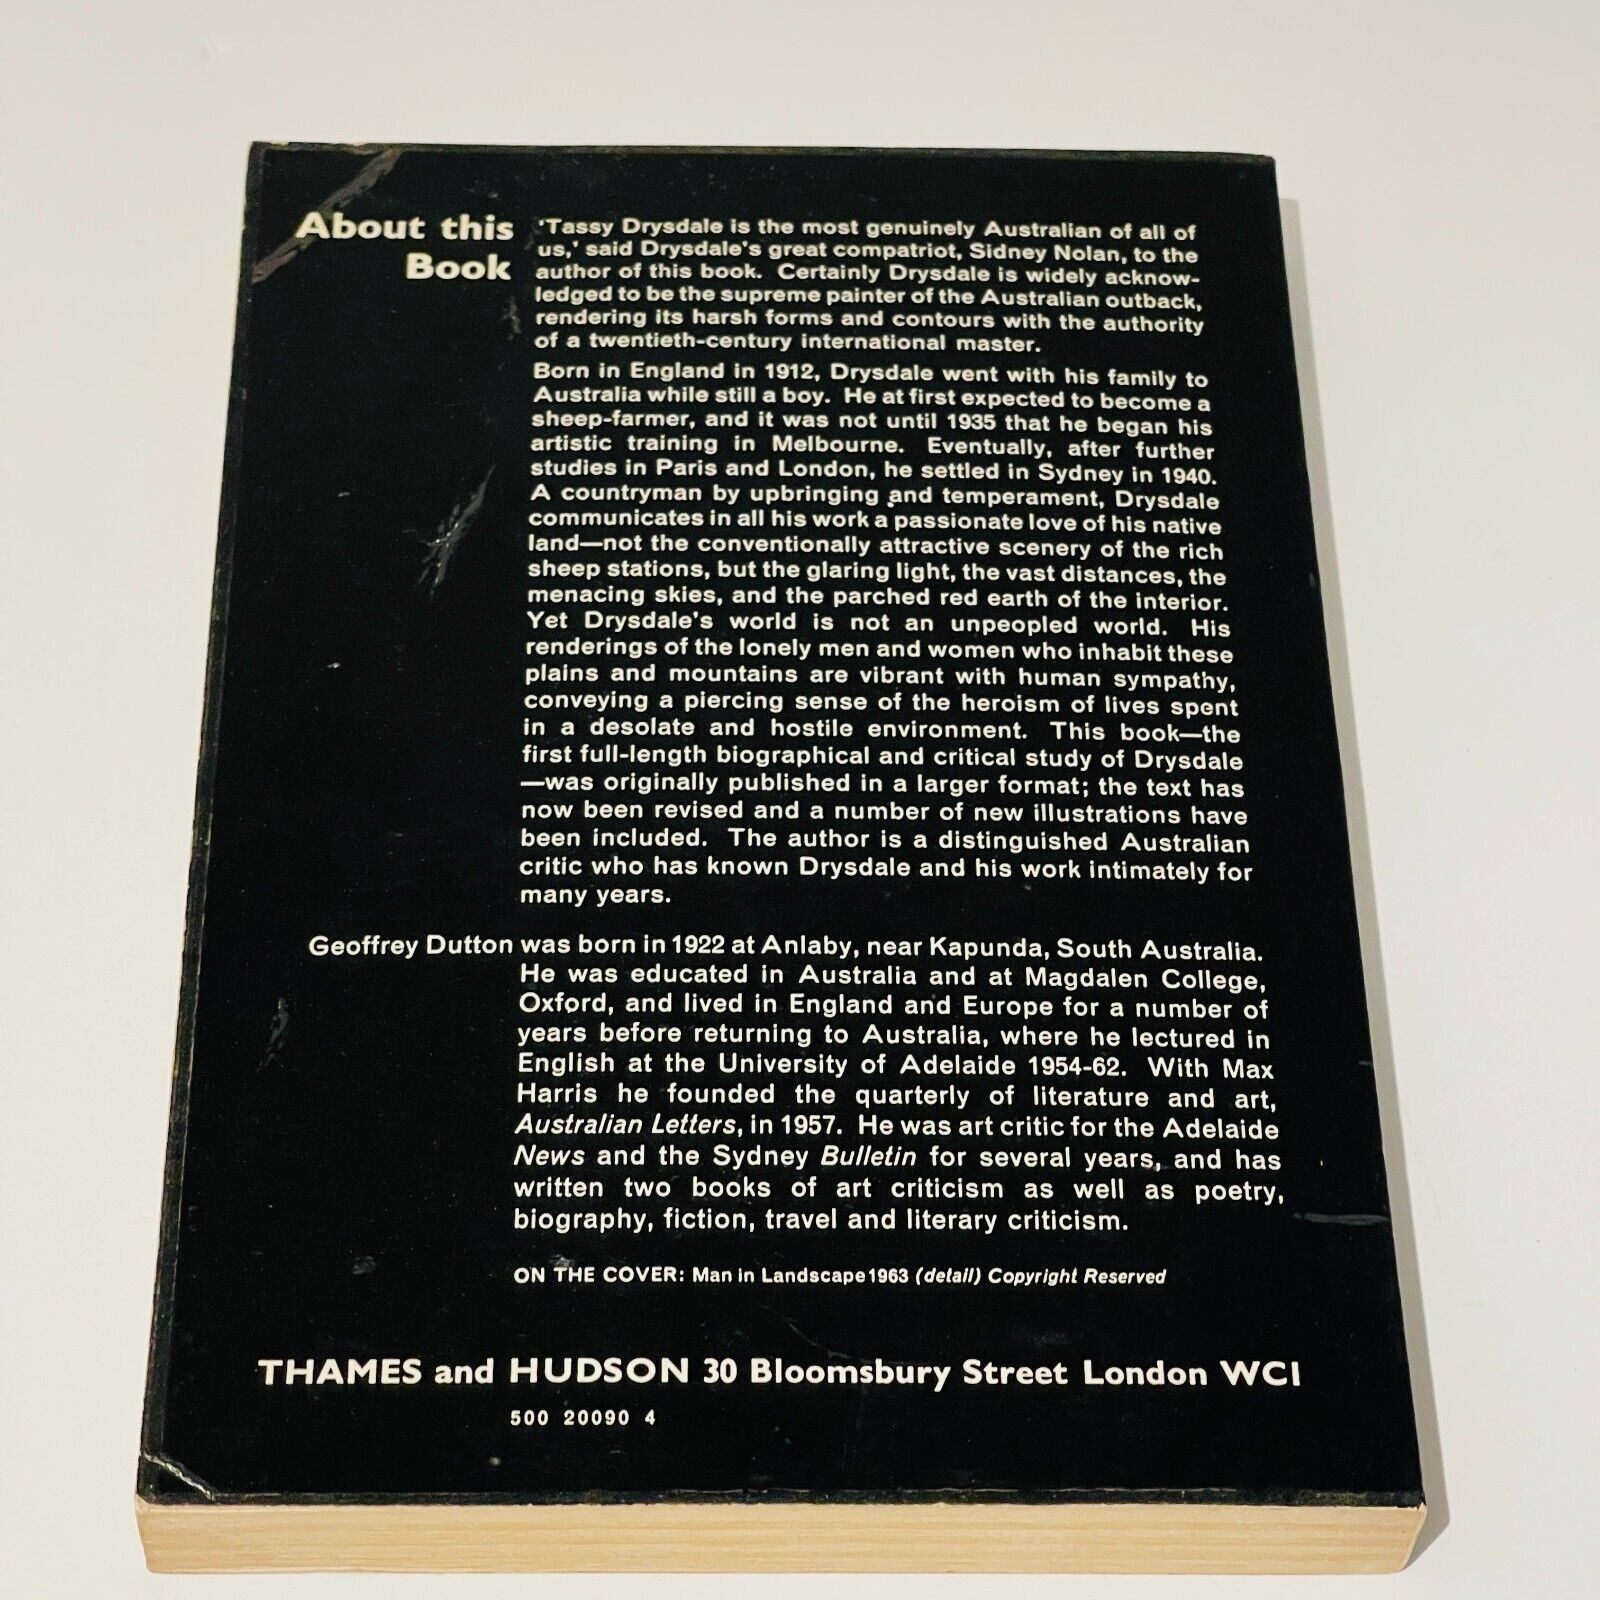 About this
Book
'Tassy Drysdale is the most genuinely Australian of all of
us,' said Drysdale's great compatriot, Sidney Nolan, to the
author of this book. Certainly Drysdale is widely acknow-
ledged to be the supreme painter of the Australian outback,
rendering its harsh forms and contours with the authority
of a twentieth-century international master.
Born in England in 1912, Drysdale went with his family to
Australia while still a boy. He at first expected to become a
sheep-farmer, and it was not until 1935 that he began his
artistic training in Melbourne. Eventually, after further
studies in Paris and London, he settled in Sydney in 1940.
A countryman by upbringing and temperament, Drysdale
communicates in all his work a passionate love of his native
land—not the conventionally attractive scenery of the rich
sheep stations, but the glaring light, the vast distances, the
menacing skies, and the parched red earth of the interior.
Yet Drysdale's world is not an unpeopled world. His
renderings of the lonely men and women who inhabit these
plains and mountains are vibrant with human sympathy,
conveying a piercing sense of the heroism of lives spent
in a desolate and hostile environment. This book—the
first full-length biographical and critical study of Drysdale
—was originally published in a larger format; the text has
now been revised and a number of new illustrations have
been included. The author is a distinguished Australian
critic who has known Drysdale and his work intimately for
many years.
Geoffrey Dutton was born in 1922 at Anlaby, near Kapunda, South Australia.
He was educated in Australia and at Magdalen College,
Oxford, and lived in England and Europe for a number of
years before returning to Australia, where he lectured in
English at the University of Adelaide 1954-62. With Max
Harris he founded the quarterly of literature and art,
Australian Letters, in 1957. He was art critic for the Adelaide
News and the Sydney Bulletin for several years, and has
written two books of art criticism as well as poetry,
biography, fiction, travel and literary criticism.
ON THE COVER: Man in Landscape 1963 (detail) Copyright Reserved
THAMES and HUDSON 30 Bloomsbury Street London WC1
500 20090 4